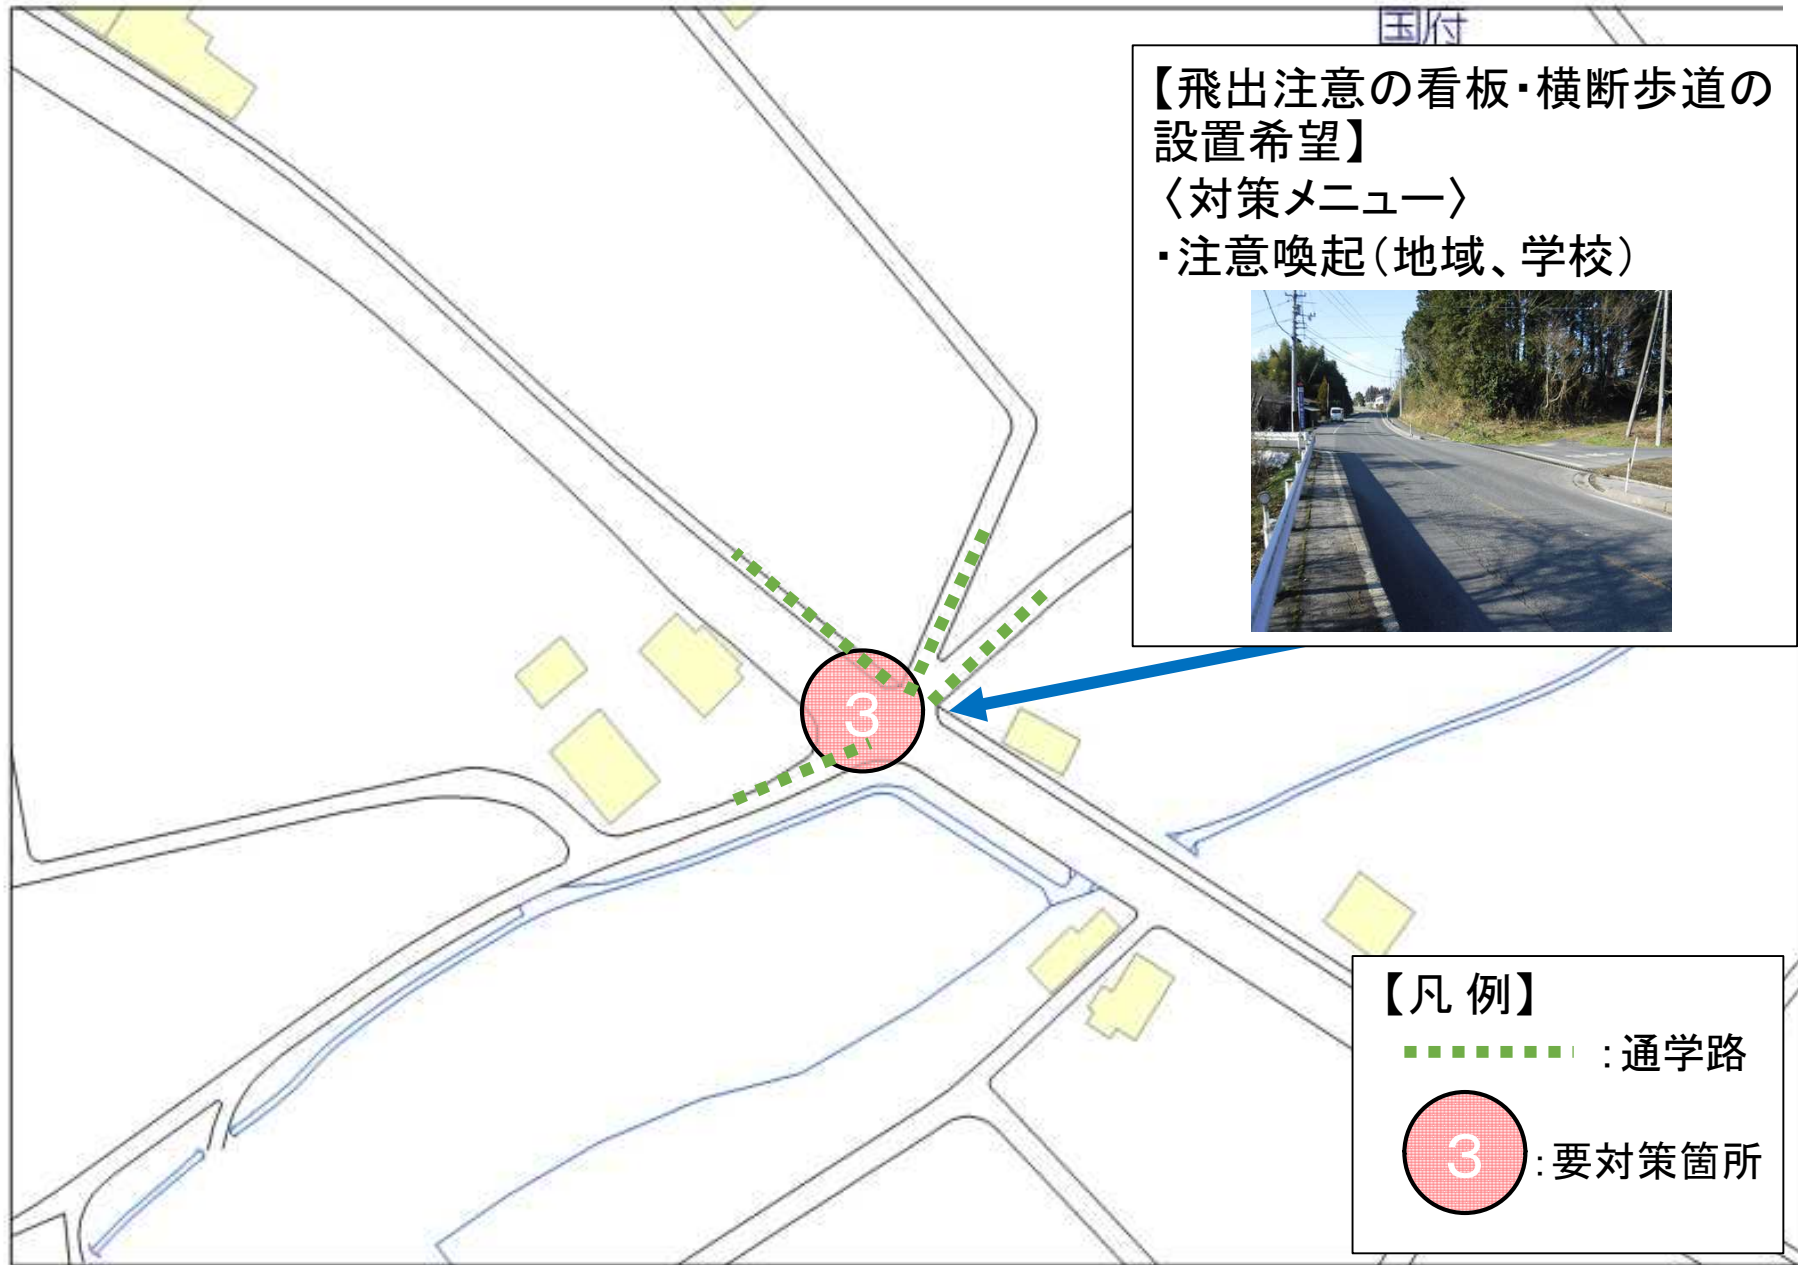 国府
【飛出注意の看板・横断歩道の
設置希望】
〈対策メニュー〉
・注意喚起（地域、学校）
3
【凡 例】
：通学路
3
：要対策箇所